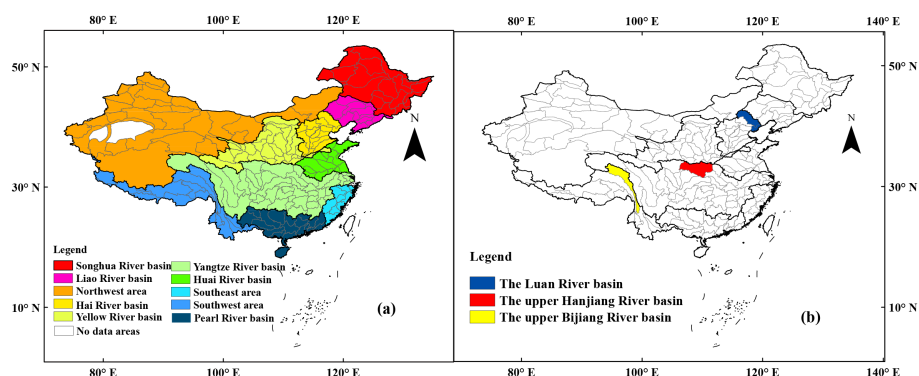 80° E 100° E 120° E
50° N
30° N
10° N
N
Legend
Songhua River basin
Liao River basin
Northwest area
Hai River basin
Yellow River basin
No data areas
Yangtze River basin
Huai River basin
Southeast area
Southwest area
Pearl River basin
(a)
80° E 100° E 120° E
80° E 100° E 120° E 140° E
50° N
30° N
10° N
N
Legend
The Luan River basin
The upper Hanjiang River basin
The upper Bijiang River basin
(b)
80° E 100° E 120° E 140° E